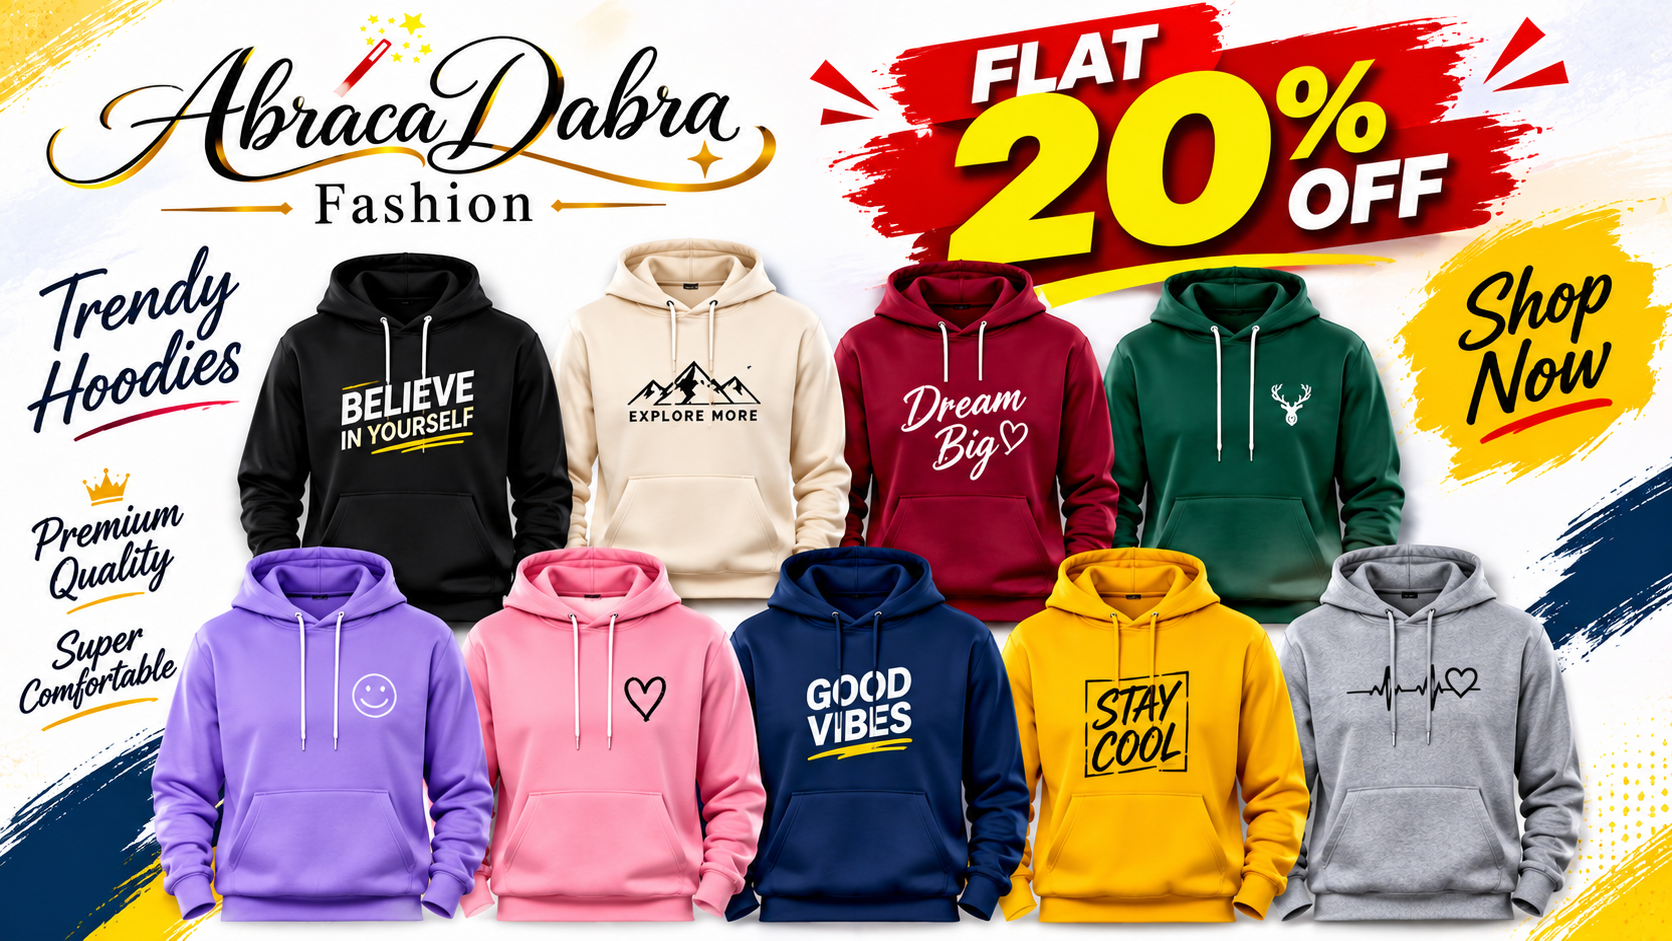 AbracaDabra
Fashion
FLAT
20%
OFF
Trendy
Hoodies
Shop
Now
Premium
Quality
Super
Comfortable
BELIEVE
IN YOURSELF
EXPLORE MORE
Dream
Big
GOOD
VIBES
STAY
COOL